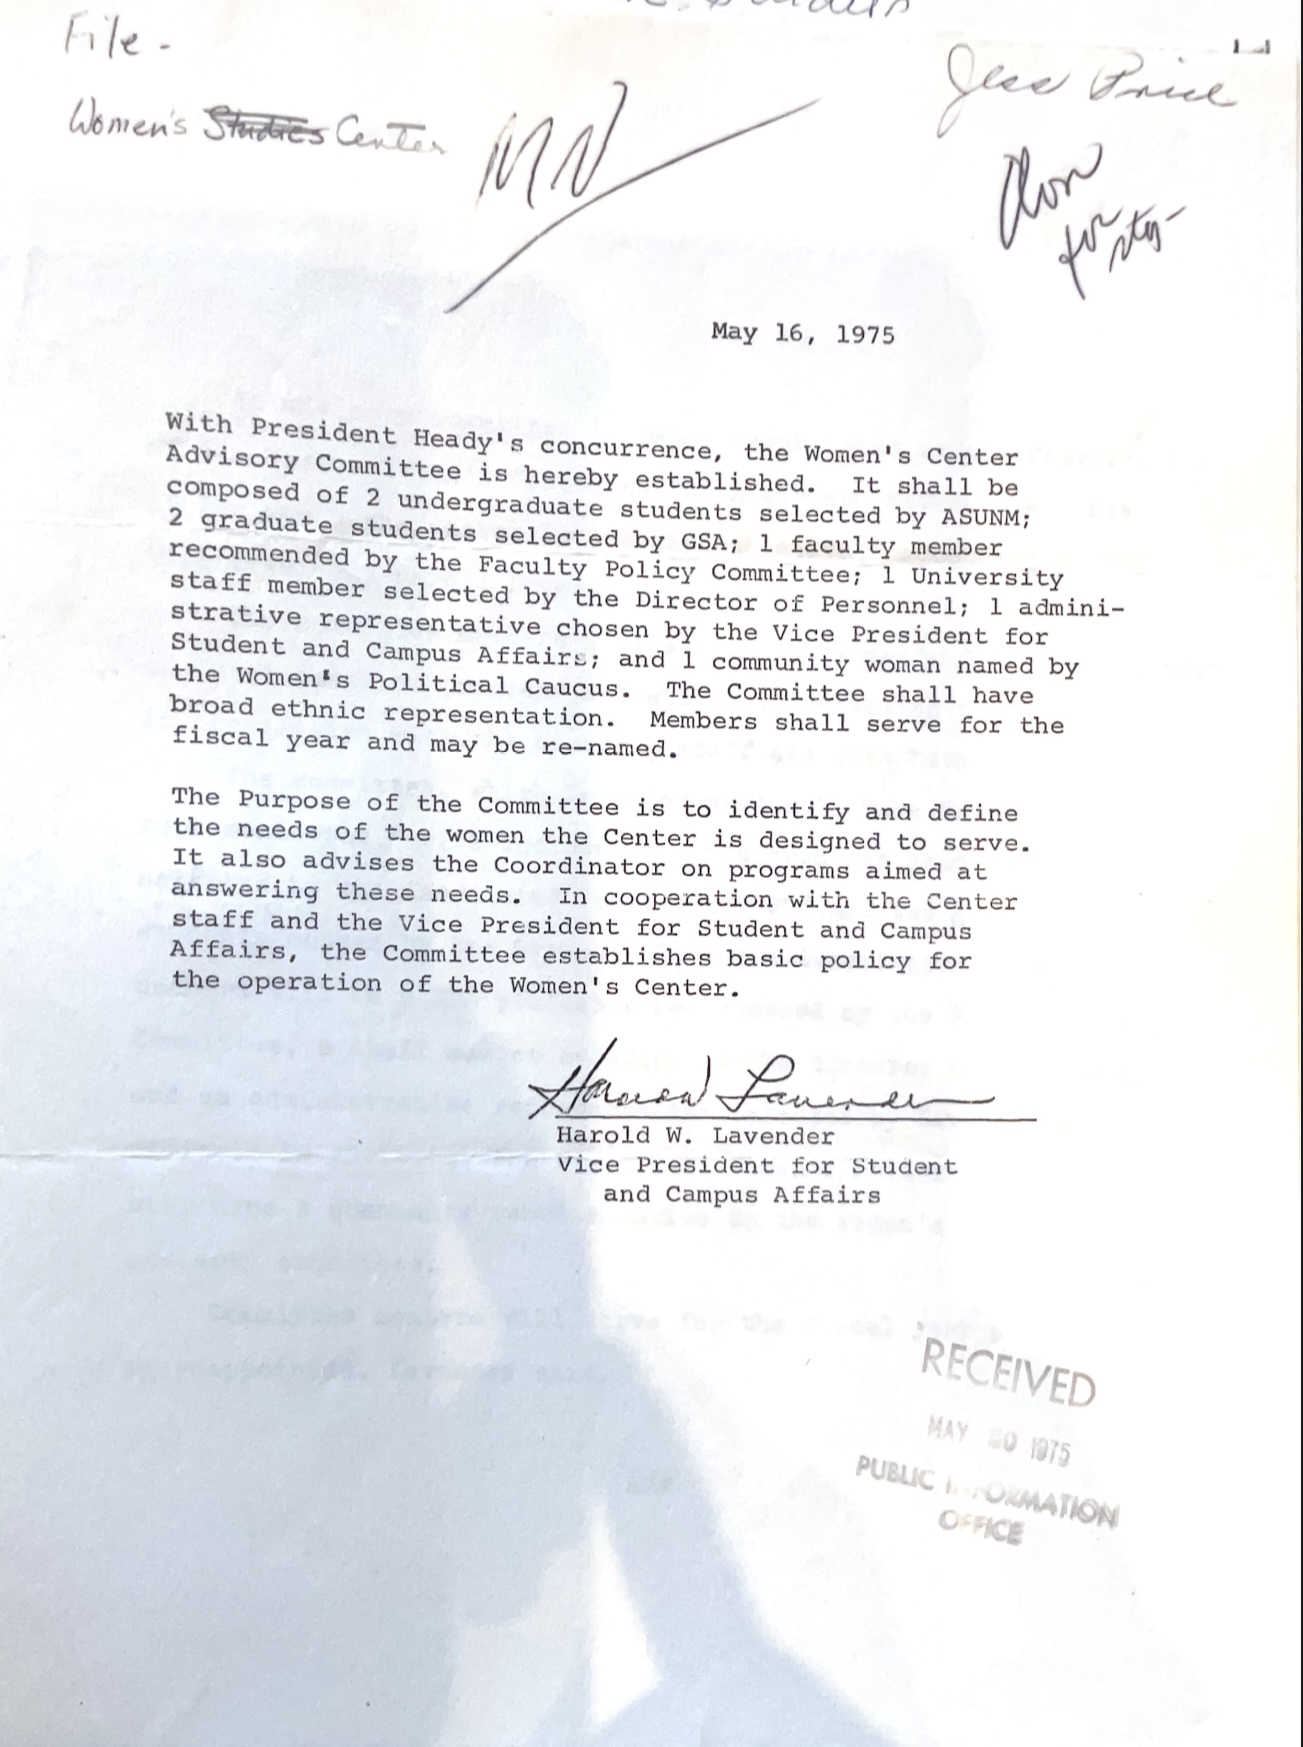 File -
Women's Studies Center
MN
Jess Price
for sty-
May 16, 1975
With President Heady's concurrence, the Women's Center
Advisory Committee is hereby established.  It shall be
composed of 2 undergraduate students selected by ASUNM;
2 graduate students selected by GSA; 1 faculty member
recommended by the Faculty Policy Committee; 1 University
staff member selected by the Director of Personnel; 1 admini-
strative representative chosen by the Vice President for
Student and Campus Affairs; and 1 community woman named by
the Women's Political Caucus.  The Committee shall have
broad ethnic representation.  Members shall serve for the
fiscal year and may be re-named.
The Purpose of the Committee is to identify and define
the needs of the women the Center is designed to serve.
It also advises the Coordinator on programs aimed at
answering these needs.  In cooperation with the Center
staff and the Vice President for Student and Campus
Affairs, the Committee establishes basic policy for
the operation of the Women's Center.
Harold Lavender
Harold W. Lavender
Vice President for Student
and Campus Affairs
RECEIVED
MAY 1975
PUBLIC INFORMATION
OFFICE